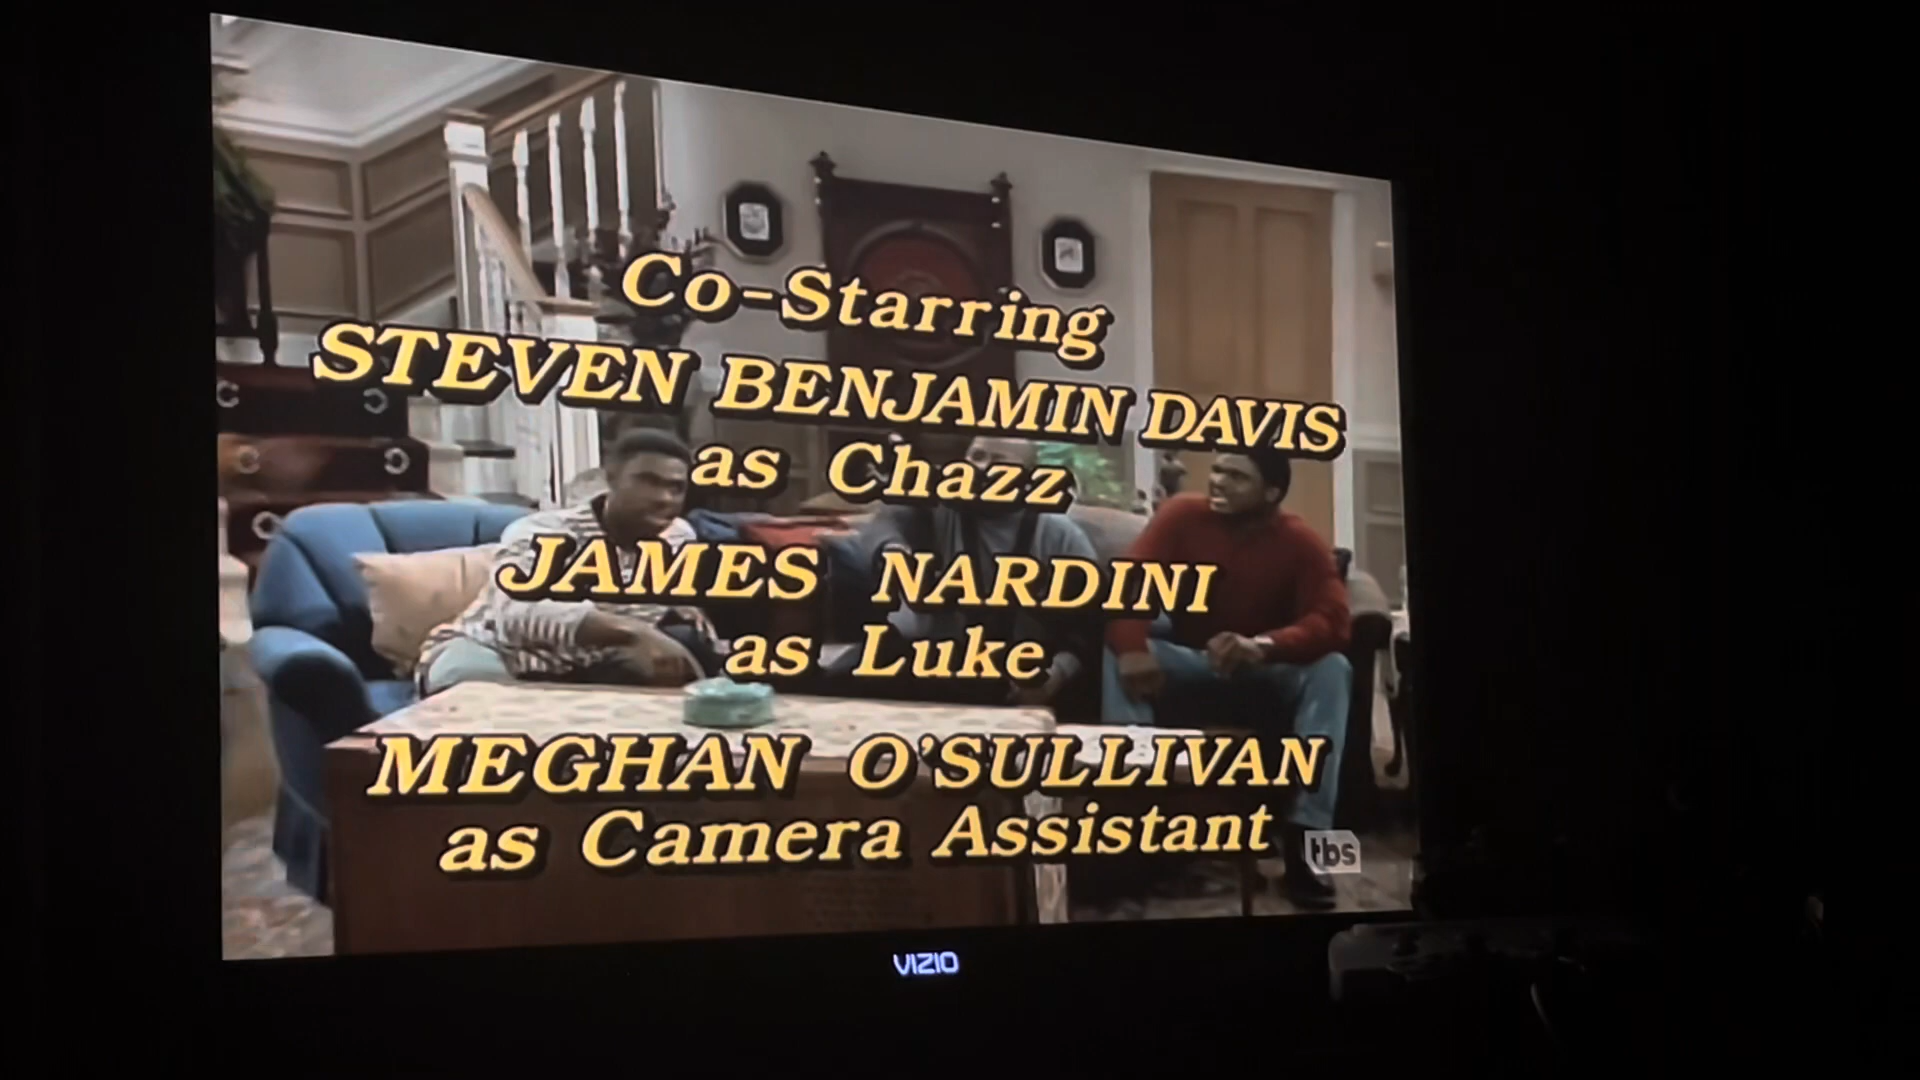 Co-Starring
STEVEN BENJAMIN DAVIS
as Chazz
JAMES NARDINI
as Luke
MEGHAN O'SULLIVAN
as Camera Assistant
tbs
VIZIO